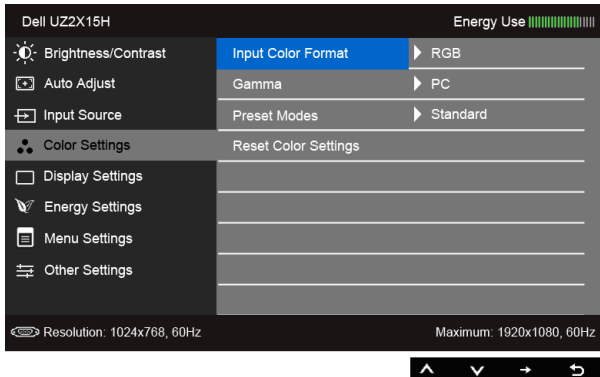 Dell UZ2X15H Energy Use
Brightness/Contrast Input Color Format RGB
Auto Adjust Gamma PC
Input Source Preset Modes Standard
Color Settings Reset Color Settings
Display Settings
Energy Settings
Menu Settings
Other Settings
Resolution: 1024x768, 60Hz Maximum: 1920x1080, 60Hz